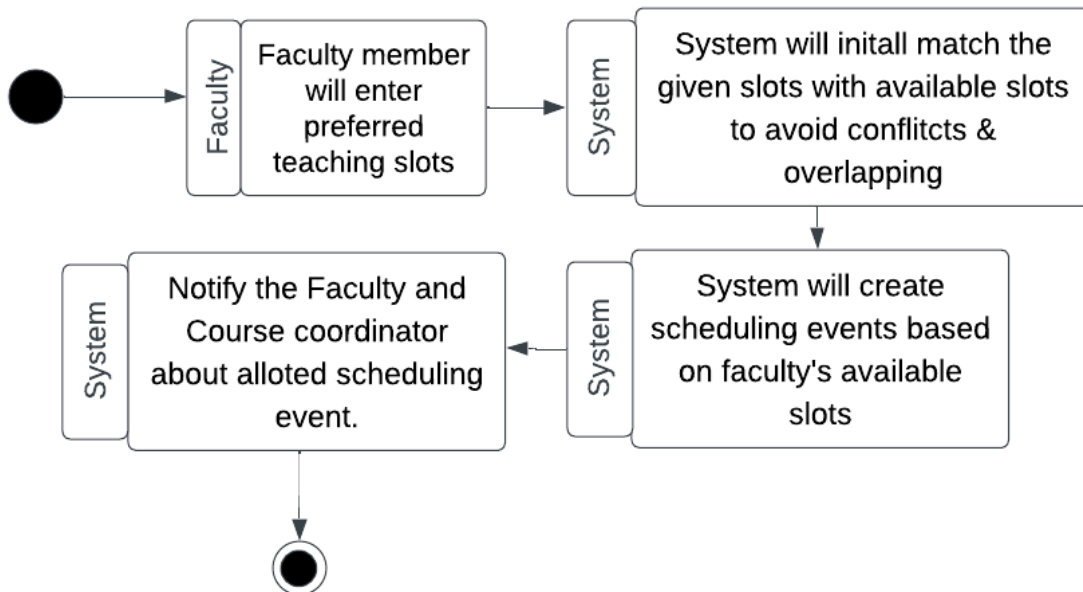 Faculty
Faculty member
will enter
preferred
teaching slots
System
System will initall match the
given slots with available slots
to avoid conflitcts &
overlapping
System
System will create
scheduling events based
on faculty's available
slots
System
Notify the Faculty and
Course coordinator
about alloted scheduling
event.